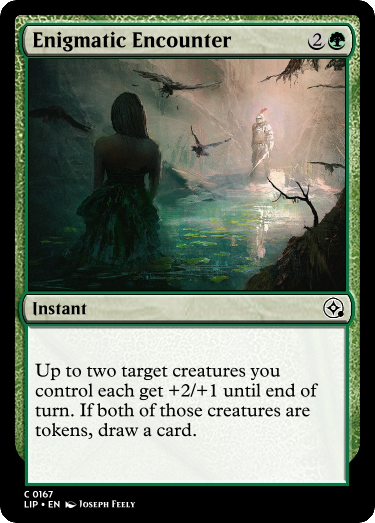 Enigmatic Encounter 2
Instant
Up to two target creatures you
control each get +2/+1 until end of
turn. If both of those creatures are
tokens, draw a card.
C 0167
LIP • EN Joseph Feely